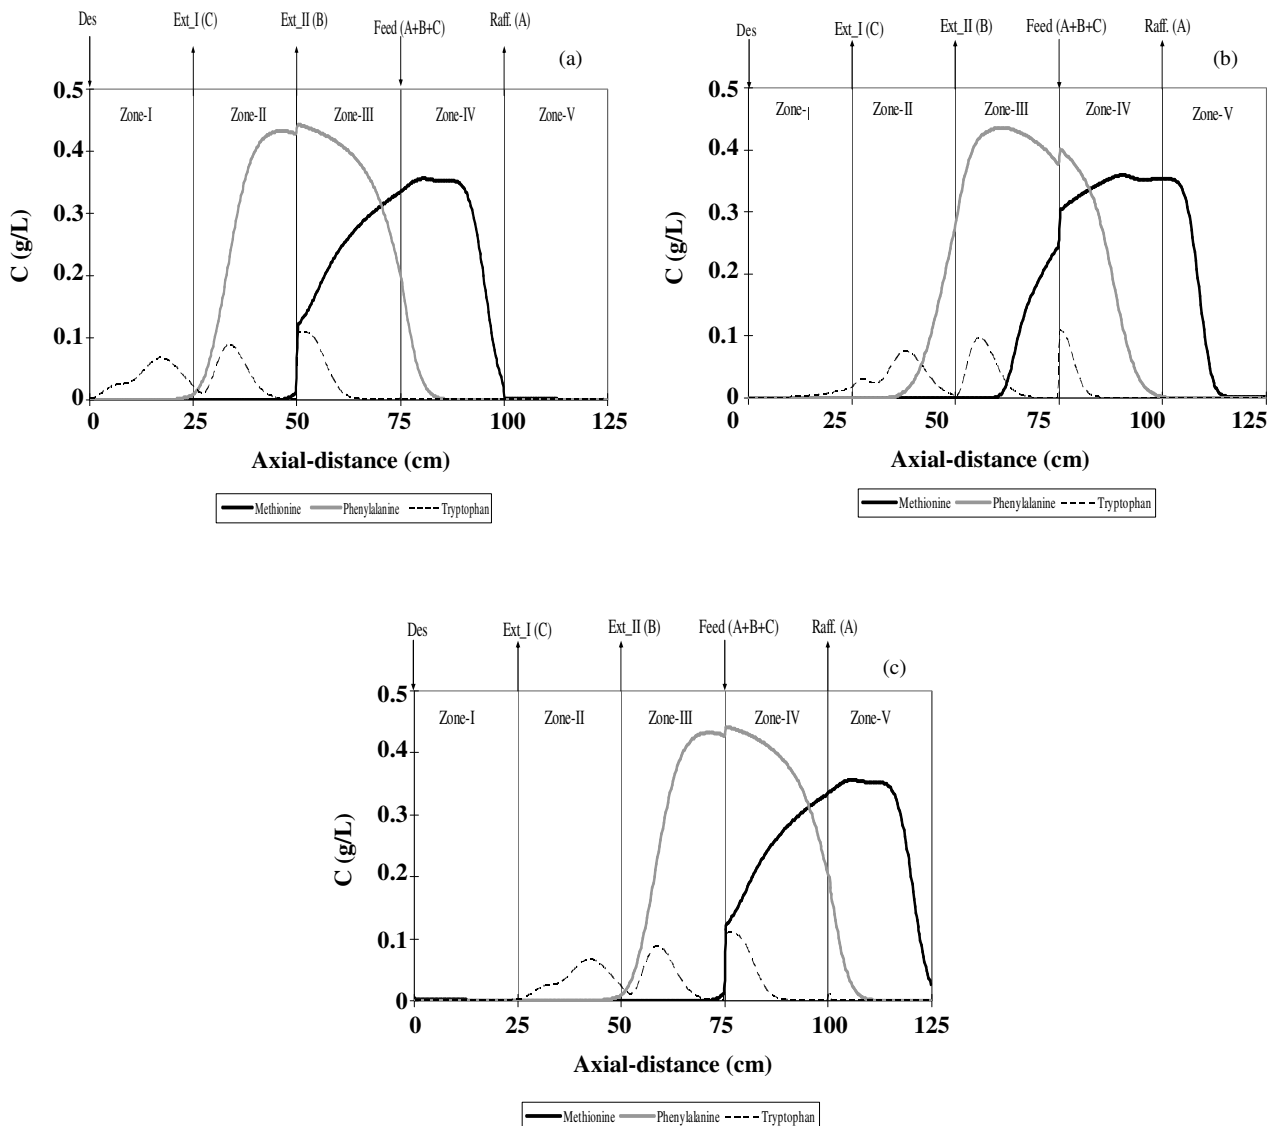 Des Ext_I (C) Ext_II (B) Feed (A+B+C) Raff. (A)
(a)
0.5
Zone-I Zone-II Zone-III Zone-IV Zone-V
0.4
0.3
0.2
0.1
0
C (g/L)
0 25 50 75 100 125
Axial-distance (cm)
Methionine Phenylalanine Tryptophan
Des Ext_I (C) Ext_II (B) Feed (A+B+C) Raff. (A)
(b)
0.5
Zone-I Zone-II Zone-III Zone-IV Zone-V
0.4
0.3
0.2
0.1
0
C (g/L)
0 25 50 75 100 125
Axial-distance (cm)
Methionine Phenylalanine Tryptophan
Des Ext_I (C) Ext_II (B) Feed (A+B+C) Raff. (A)
(c)
0.5
Zone-I Zone-II Zone-III Zone-IV Zone-V
0.4
0.3
0.2
0.1
0
C (g/L)
0 25 50 75 100 125
Axial-distance (cm)
Methionine Phenylalanine Tryptophan